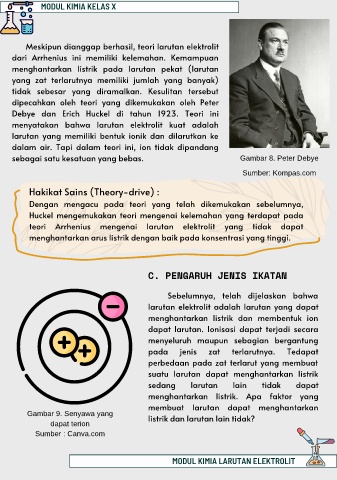 MODUL KIMIA KELAS X
Meskipun dianggap berhasil, teori larutan elektrolit
dari Arrhenius ini memiliki kelemahan. Kemampuan
menghantarkan listrik pada larutan pekat (larutan
yang zat terlarutnya memiliki jumlah yang banyak)
tidak sebesar yang diramalkan. Kesulitan tersebut
dipecahkan oleh teori yang dikemukakan oleh Peter
Debye dan Erich Huckel di tahun 1923. Teori ini
menyatakan bahwa larutan elektrolit kuat adalah
larutan yang memiliki bentuk ionik dan dilarutkan ke
dalam air. Tapi dalam teori ini, ion tidak dipandang
sebagai satu kesatuan yang bebas.
Gambar 8. Peter Debye
Sumber: Kompas.com
Hakikat Sains (Theory-drive) :
Dengan mengacu pada teori yang telah dikemukakan sebelumnya,
Huckel mengemukakan teori mengenai kelemahan yang terdapat pada
teori Arrhenius mengenai larutan elektrolit yang tidak dapat
menghantarkan arus listrik dengan baik pada konsentrasi yang tinggi.
C. PENGARUH JENIS IKATAN
Sebelumnya, telah dijelaskan bahwa
larutan elektrolit adalah larutan yang dapat
menghantarkan listrik dan membentuk ion
dapat larutan. Ionisasi dapat terjadi secara
menyeluruh maupun sebagian bergantung
pada jenis zat terlarutnya. Tedapat
perbedaan pada zat terlarut yang membuat
suatu larutan dapat menghantarkan listrik
sedang larutan lain tidak dapat
menghantarkan listrik. Apa faktor yang
membuat larutan dapat menghantarkan
listrik dan larutan lain tidak?
Gambar 9. Senyawa yang
dapat terion
Sumber : Canva.com
MODUL KIMIA LARUTAN ELEKTROLIT